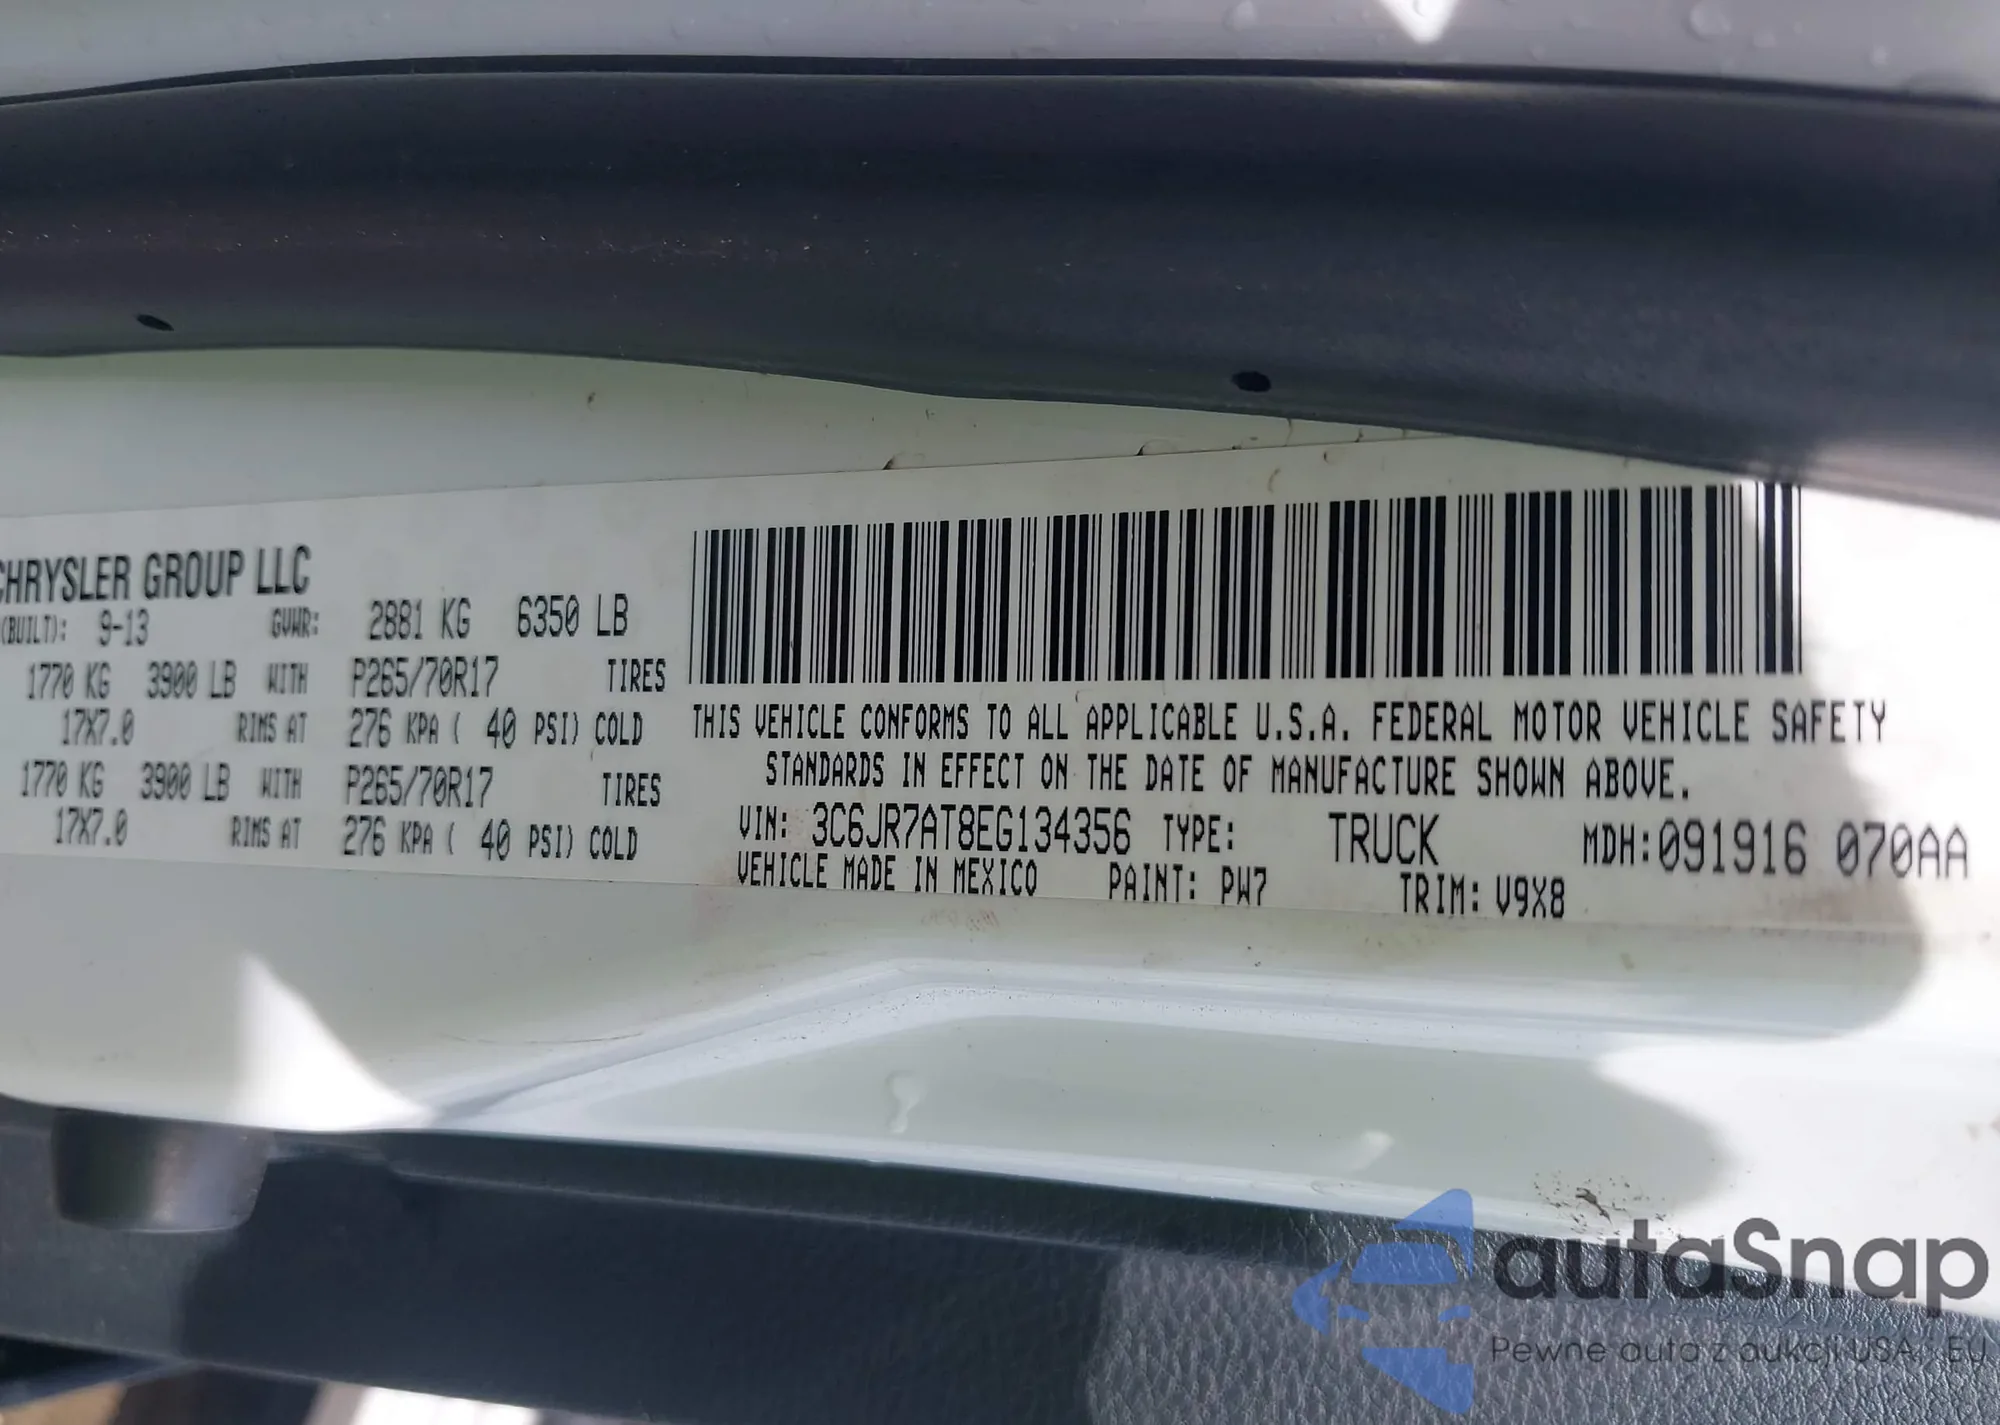 CHRYSLER GROUP LLC
(BUILT): 9-13 GVWR: 2881 KG 6350 LB
1770 KG 3900 LB WITH P265/70R17 TIRES
17X7.0 RIMS AT 276 KPA ( 40 PSI) COLD
1770 KG 3900 LB WITH P265/70R17 TIRES
17X7.0 RIMS AT 276 KPA ( 40 PSI) COLD
THIS VEHICLE CONFORMS TO ALL APPLICABLE U.S.A. FEDERAL MOTOR VEHICLE SAFETY
STANDARDS IN EFFECT ON THE DATE OF MANUFACTURE SHOWN ABOVE.
VIN: 3C6JR7AT8EG134356 TYPE: TRUCK MDH:091916 070AA
VEHICLE MADE IN MEXICO PAINT: PW7 TRIM: V9X8
autaSnap
Pewne auta z aukcji USA, EU